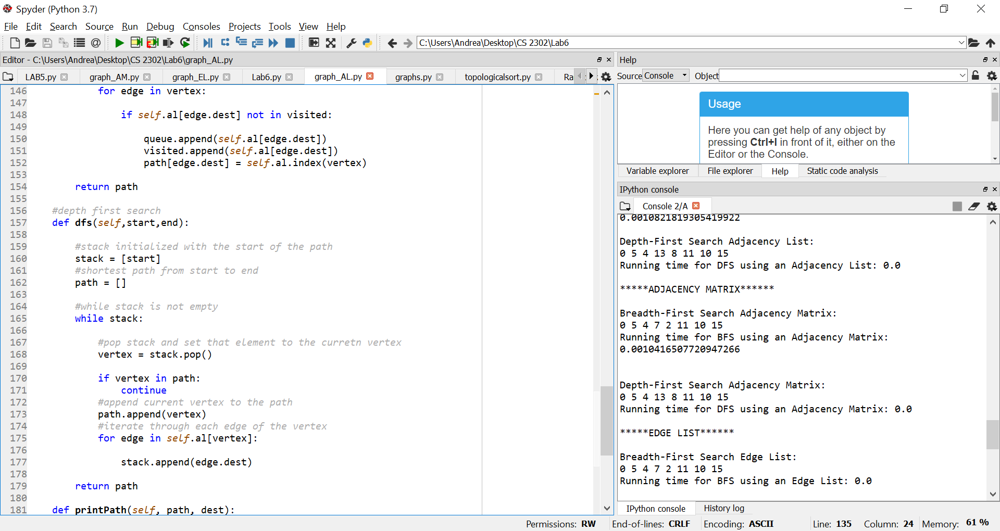 Spyder (Python 3.7)
File Edit Search Source Run Debug Consoles Projects Tools View Help
C:\Users\Andrea\Desktop\CS 2302\Lab6
Editor - C:\Users\Andrea\Desktop\CS 2302\Lab6\graph_AL.py
LAB5.py graph_AM.py graph_EL.py Lab6.py graph_AL.py graphs.py topologicalsort.py Ra
146 for edge in vertex:
147
148 if self.al[edge.dest] not in visited:
149
150 queue.append(self.al[edge.dest])
151 visited.append(self.al[edge.dest])
152 path[edge.dest] = self.al.index(vertex)
153
154 return path
155
156 #depth first search
157 def dfs(self,start,end):
158
159 #stack initialized with the start of the path
160 stack = [start]
161 #shortest path from start to end
162 path = []
163
164 #while stack is not empty
165 while stack:
166
167 #pop stack and set that element to the curretn vertex
168 vertex = stack.pop()
169
170 if vertex in path:
171 continue
172 #append current vertex to the path
173 path.append(vertex)
174 #iterate through each edge of the vertex
175 for edge in self.al[vertex]:
176
177 stack.append(edge.dest)
178
179 return path
180
181 def printPath(self, path, dest):
Help
Source Console Object
Usage
Here you can get help of any object by
pressing Ctrl+I in front of it, either on the
Editor or the Console.
Variable explorer File explorer Help Static code analysis
IPython console
Console 2/A
0.0010821819305419922
Depth-First Search Adjacency List:
0 5 4 13 8 11 10 15
Running time for DFS using an Adjacency List: 0.0
*****ADJACENCY MATRIX******
Breadth-First Search Adjacency Matrix:
0 5 4 7 2 11 10 15
Running time for BFS using an Adjacency Matrix:
0.0010416507720947266
Depth-First Search Adjacency Matrix:
0 5 4 13 8 11 10 15
Running time for DFS using an Adjacency Matrix: 0.0
*****EDGE LIST******
Breadth-First Search Edge List:
0 5 4 7 2 11 10 15
Running time for BFS using an Edge List: 0.0
IPython console History log
Permissions: RW End-of-lines: CRLF Encoding: ASCII Line: 135 Column: 24 Memory: 61 %